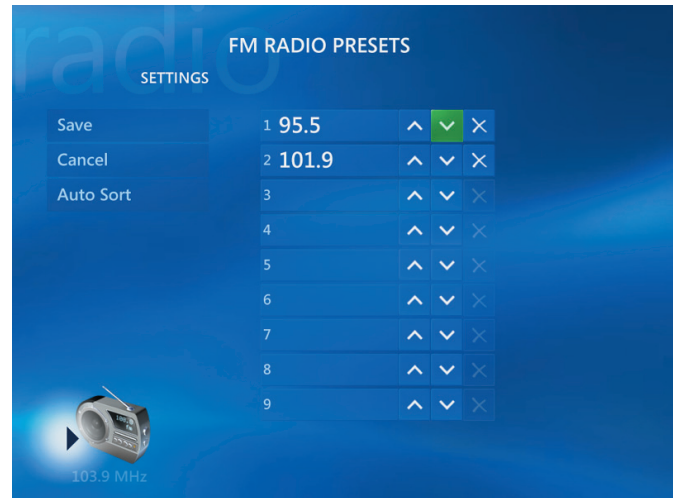 radio
FM RADIO PRESETS
SETTINGS
Save
Cancel
Auto Sort
1 95.5
2 101.9
3
4
5
6
7
8
9
103.9 MHz